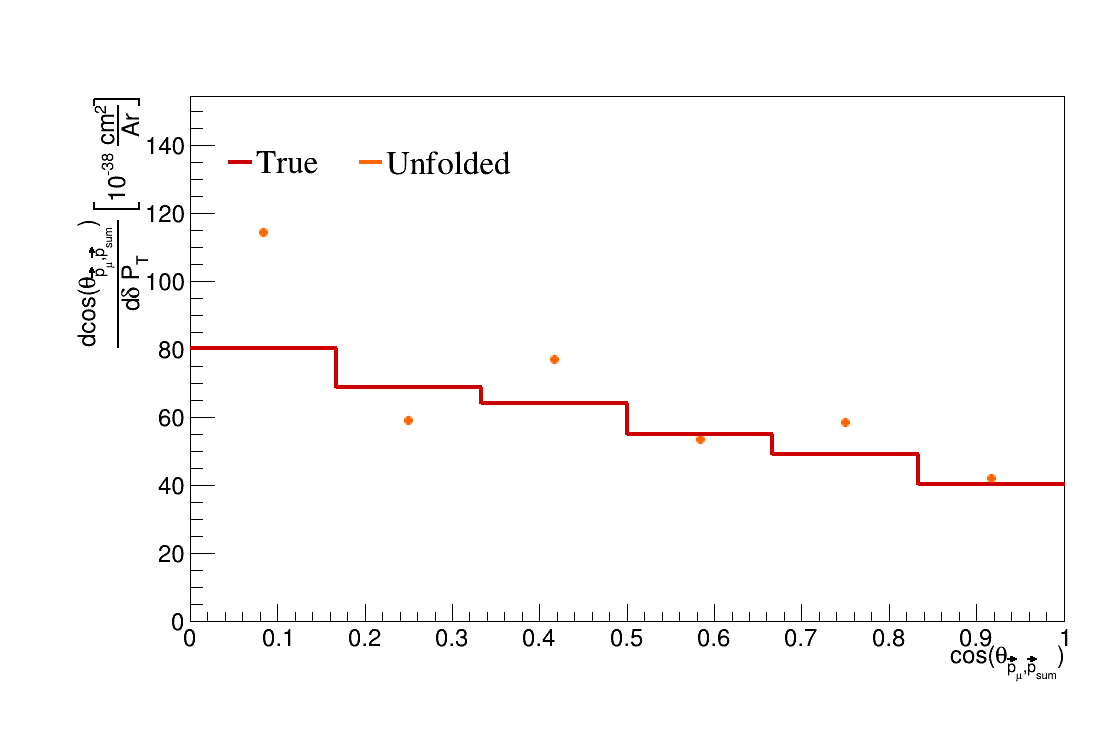 dcos(θp⃗μ,p⃗sum)
dδ PT
[10-38 cm2
Ar]
140
120
100
80
60
40
20
0
True
Unfolded
0 0.1 0.2 0.3 0.4 0.5 0.6 0.7 0.8 0.9 1
cos(θp⃗μ,p⃗sum)